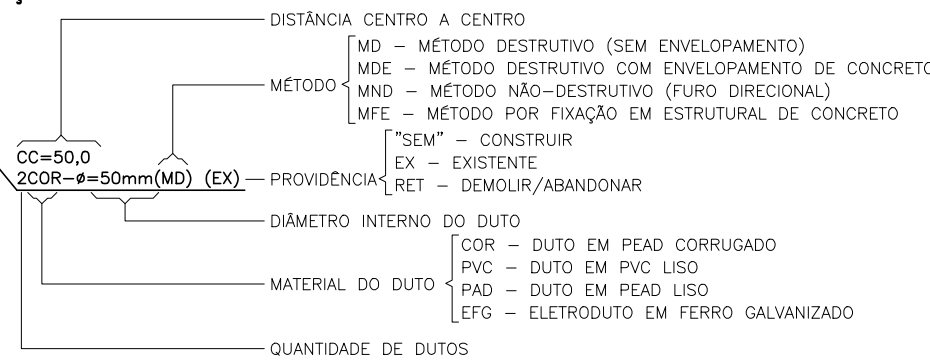 DISTÂNCIA CENTRO A CENTRO
MD – MÉTODO DESTRUTIVO (SEM ENVELOPAMENTO)
MDE – MÉTODO DESTRUTIVO COM ENVELOPAMENTO DE CONCRETO
MÉTODO
MND – MÉTODO NÃO-DESTRUTIVO (FURO DIRECIONAL)
MFE – MÉTODO POR FIXAÇÃO EM ESTRUTURAL DE CONCRETO
"SEM" – CONSTRUIR
CC=50,0
EX – EXISTENTE
2COR-ø=50mm(MD) (EX)
PROVIDÊNCIA
RET – DEMOLIR/ABANDONAR
DIÂMETRO INTERNO DO DUTO
COR – DUTO EM PEAD CORRUGADO
PVC – DUTO EM PVC LISO
MATERIAL DO DUTO
PAD – DUTO EM PEAD LISO
EFG – ELETRODUTO EM FERRO GALVANIZADO
QUANTIDADE DE DUTOS